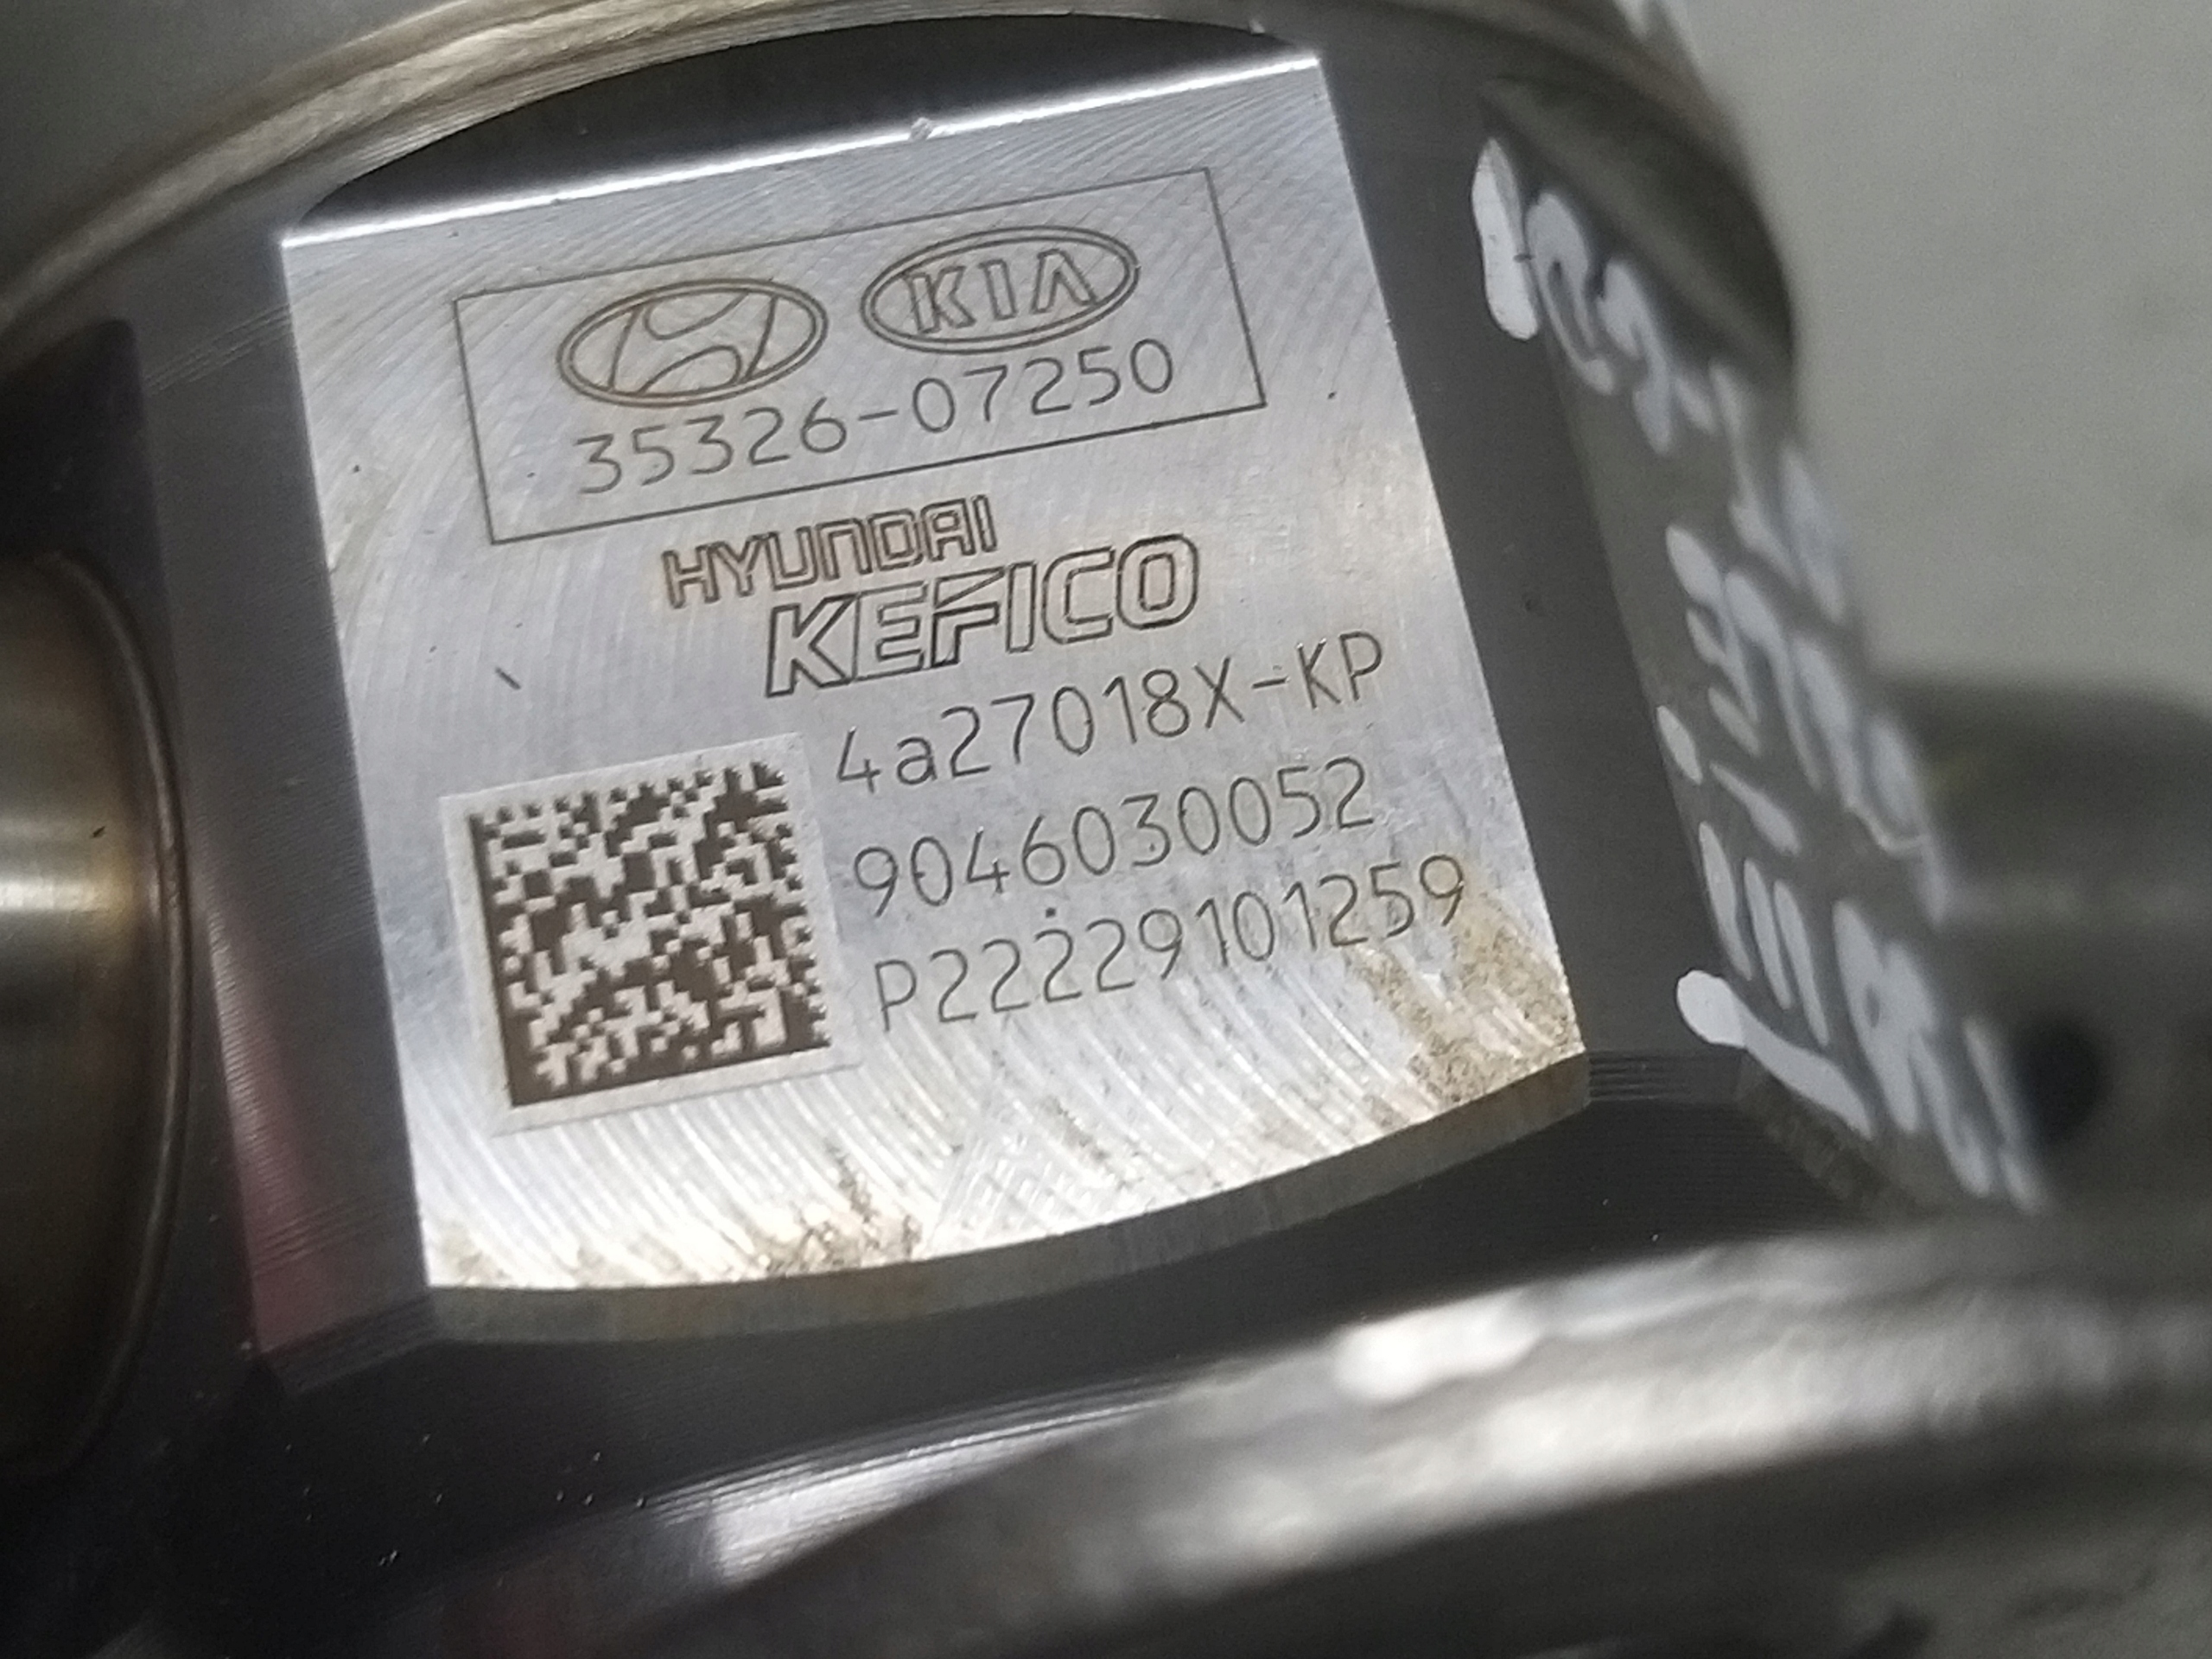 KIA
35326-07250
HYUNDAI
KEFICO
4a27018X-KP
9046030052
P22229101259